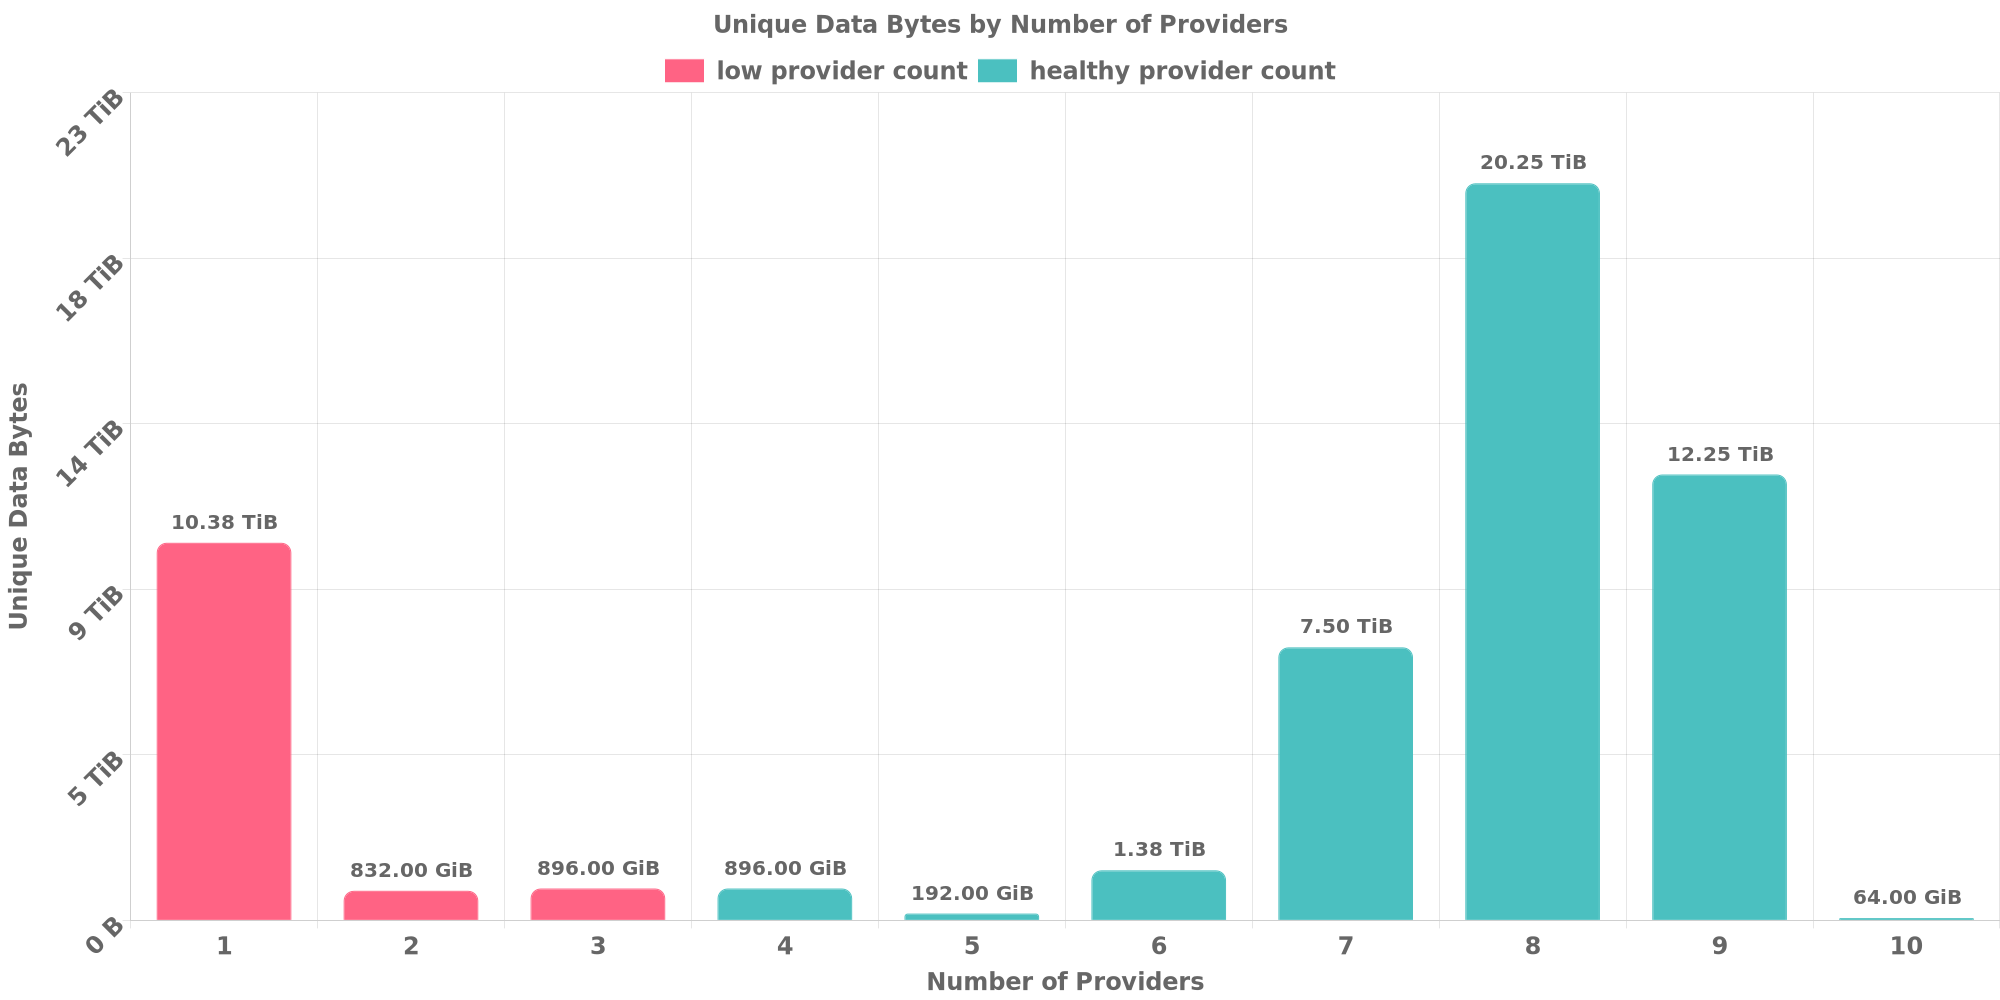 Unique Data Bytes by Number of Providers
low provider count healthy provider count
23 TiB
18 TiB
14 TiB
9 TiB
5 TiB
0 B
Unique Data Bytes
10.38 TiB
832.00 GiB
896.00 GiB
896.00 GiB
192.00 GiB
1.38 TiB
7.50 TiB
20.25 TiB
12.25 TiB
64.00 GiB
1 2 3 4 5 6 7 8 9 10
Number of Providers